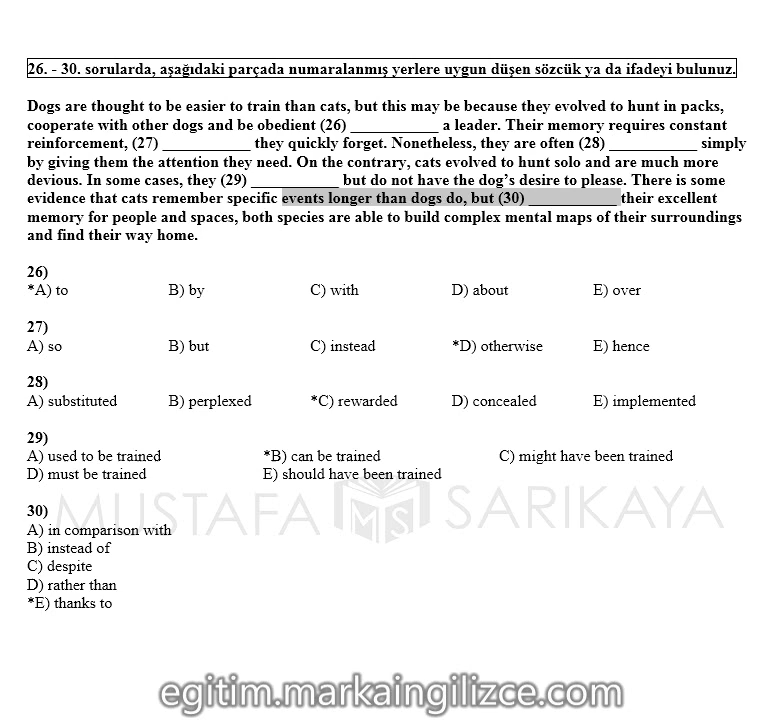 26. - 30. sorularda, aşağıdaki parçada numaralanmış yerlere uygun düşen sözcük ya da ifadeyi bulunuz.
Dogs are thought to be easier to train than cats, but this may be because they evolved to hunt in packs,
cooperate with other dogs and be obedient (26) ___________ a leader. Their memory requires constant
reinforcement, (27) ___________ they quickly forget. Nonetheless, they are often (28) ___________ simply
by giving them the attention they need. On the contrary, cats evolved to hunt solo and are much more
devious. In some cases, they (29) ___________ but do not have the dog’s desire to please. There is some
evidence that cats remember specific events longer than dogs do, but (30) ___________ their excellent
memory for people and spaces, both species are able to build complex mental maps of their surroundings
and find their way home.
26)
*A) to B) by C) with D) about E) over
27)
A) so B) but C) instead *D) otherwise E) hence
28)
A) substituted B) perplexed *C) rewarded D) concealed E) implemented
29)
A) used to be trained *B) can be trained C) might have been trained
D) must be trained E) should have been trained
30)
A) in comparison with
B) instead of
C) despite
D) rather than
*E) thanks to
MUSTAFA MS SARIKAYA
egitim.markaingilizce.com